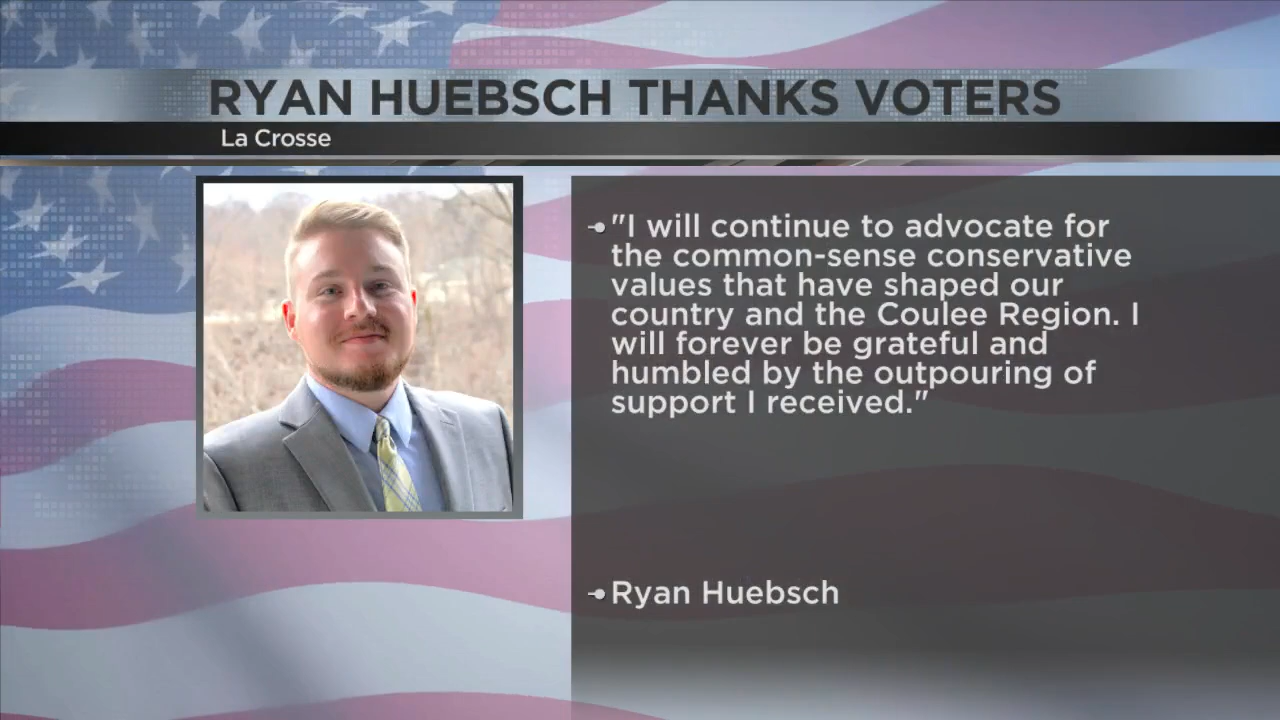 RYAN HUEBSCH THANKS VOTERS
La Crosse
"I will continue to advocate for
the common-sense conservative
values that have shaped our
country and the Coulee Region. I
will forever be grateful and
humbled by the outpouring of
support I received."
Ryan Huebsch